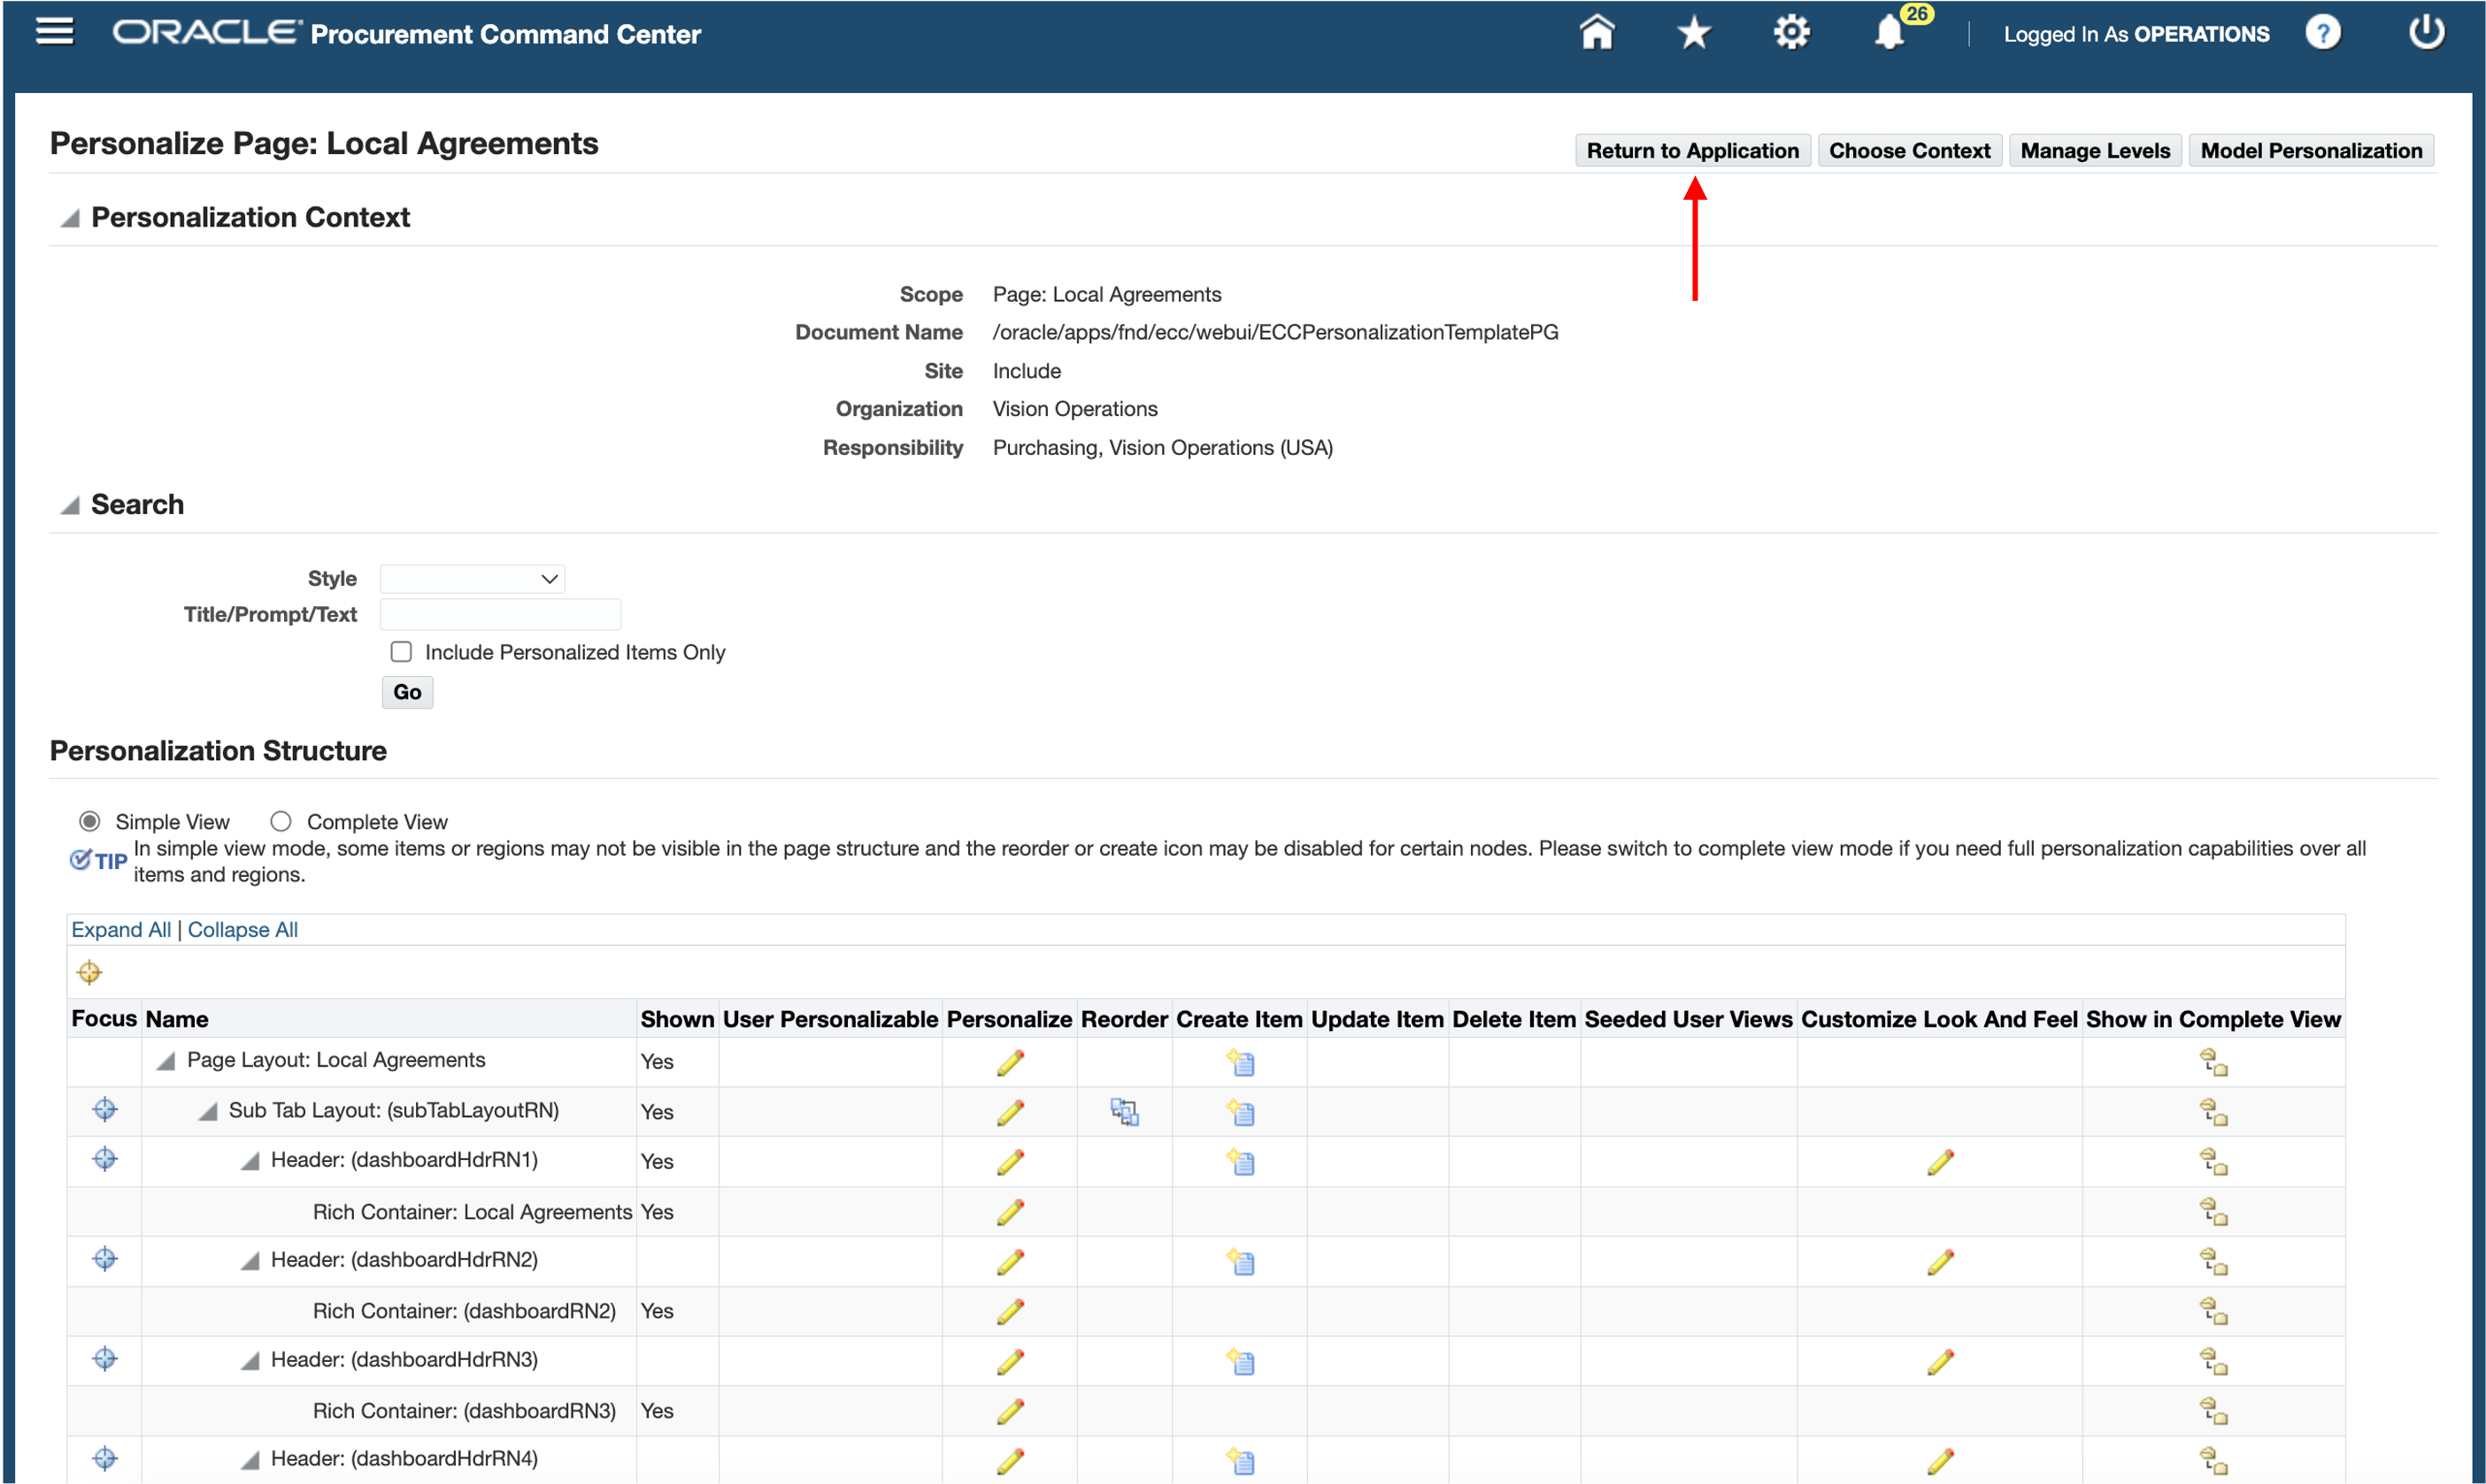 ORACLE Procurement Command Center
26
Logged In As OPERATIONS
?
Personalize Page: Local Agreements
Return to Application
Choose Context
Manage Levels
Model Personalization
Personalization Context
Scope Page: Local Agreements
Document Name /oracle/apps/fnd/ecc/webui/ECCPersonalizationTemplatePG
Site Include
Organization Vision Operations
Responsibility Purchasing, Vision Operations (USA)
Search
Style
Title/Prompt/Text
Include Personalized Items Only
Go
Personalization Structure
Simple View Complete View
TIP In simple view mode, some items or regions may not be visible in the page structure and the reorder or create icon may be disabled for certain nodes. Please switch to complete view mode if you need full personalization capabilities over all
items and regions.
Expand All | Collapse All
Focus Name Shown User Personalizable Personalize Reorder Create Item Update Item Delete Item Seeded User Views Customize Look And Feel Show in Complete View
Page Layout: Local Agreements Yes
Sub Tab Layout: (subTabLayoutRN) Yes
Header: (dashboardHdrRN1) Yes
Rich Container: Local Agreements Yes
Header: (dashboardHdrRN2)
Rich Container: (dashboardRN2) Yes
Header: (dashboardHdrRN3)
Rich Container: (dashboardRN3) Yes
Header: (dashboardHdrRN4)